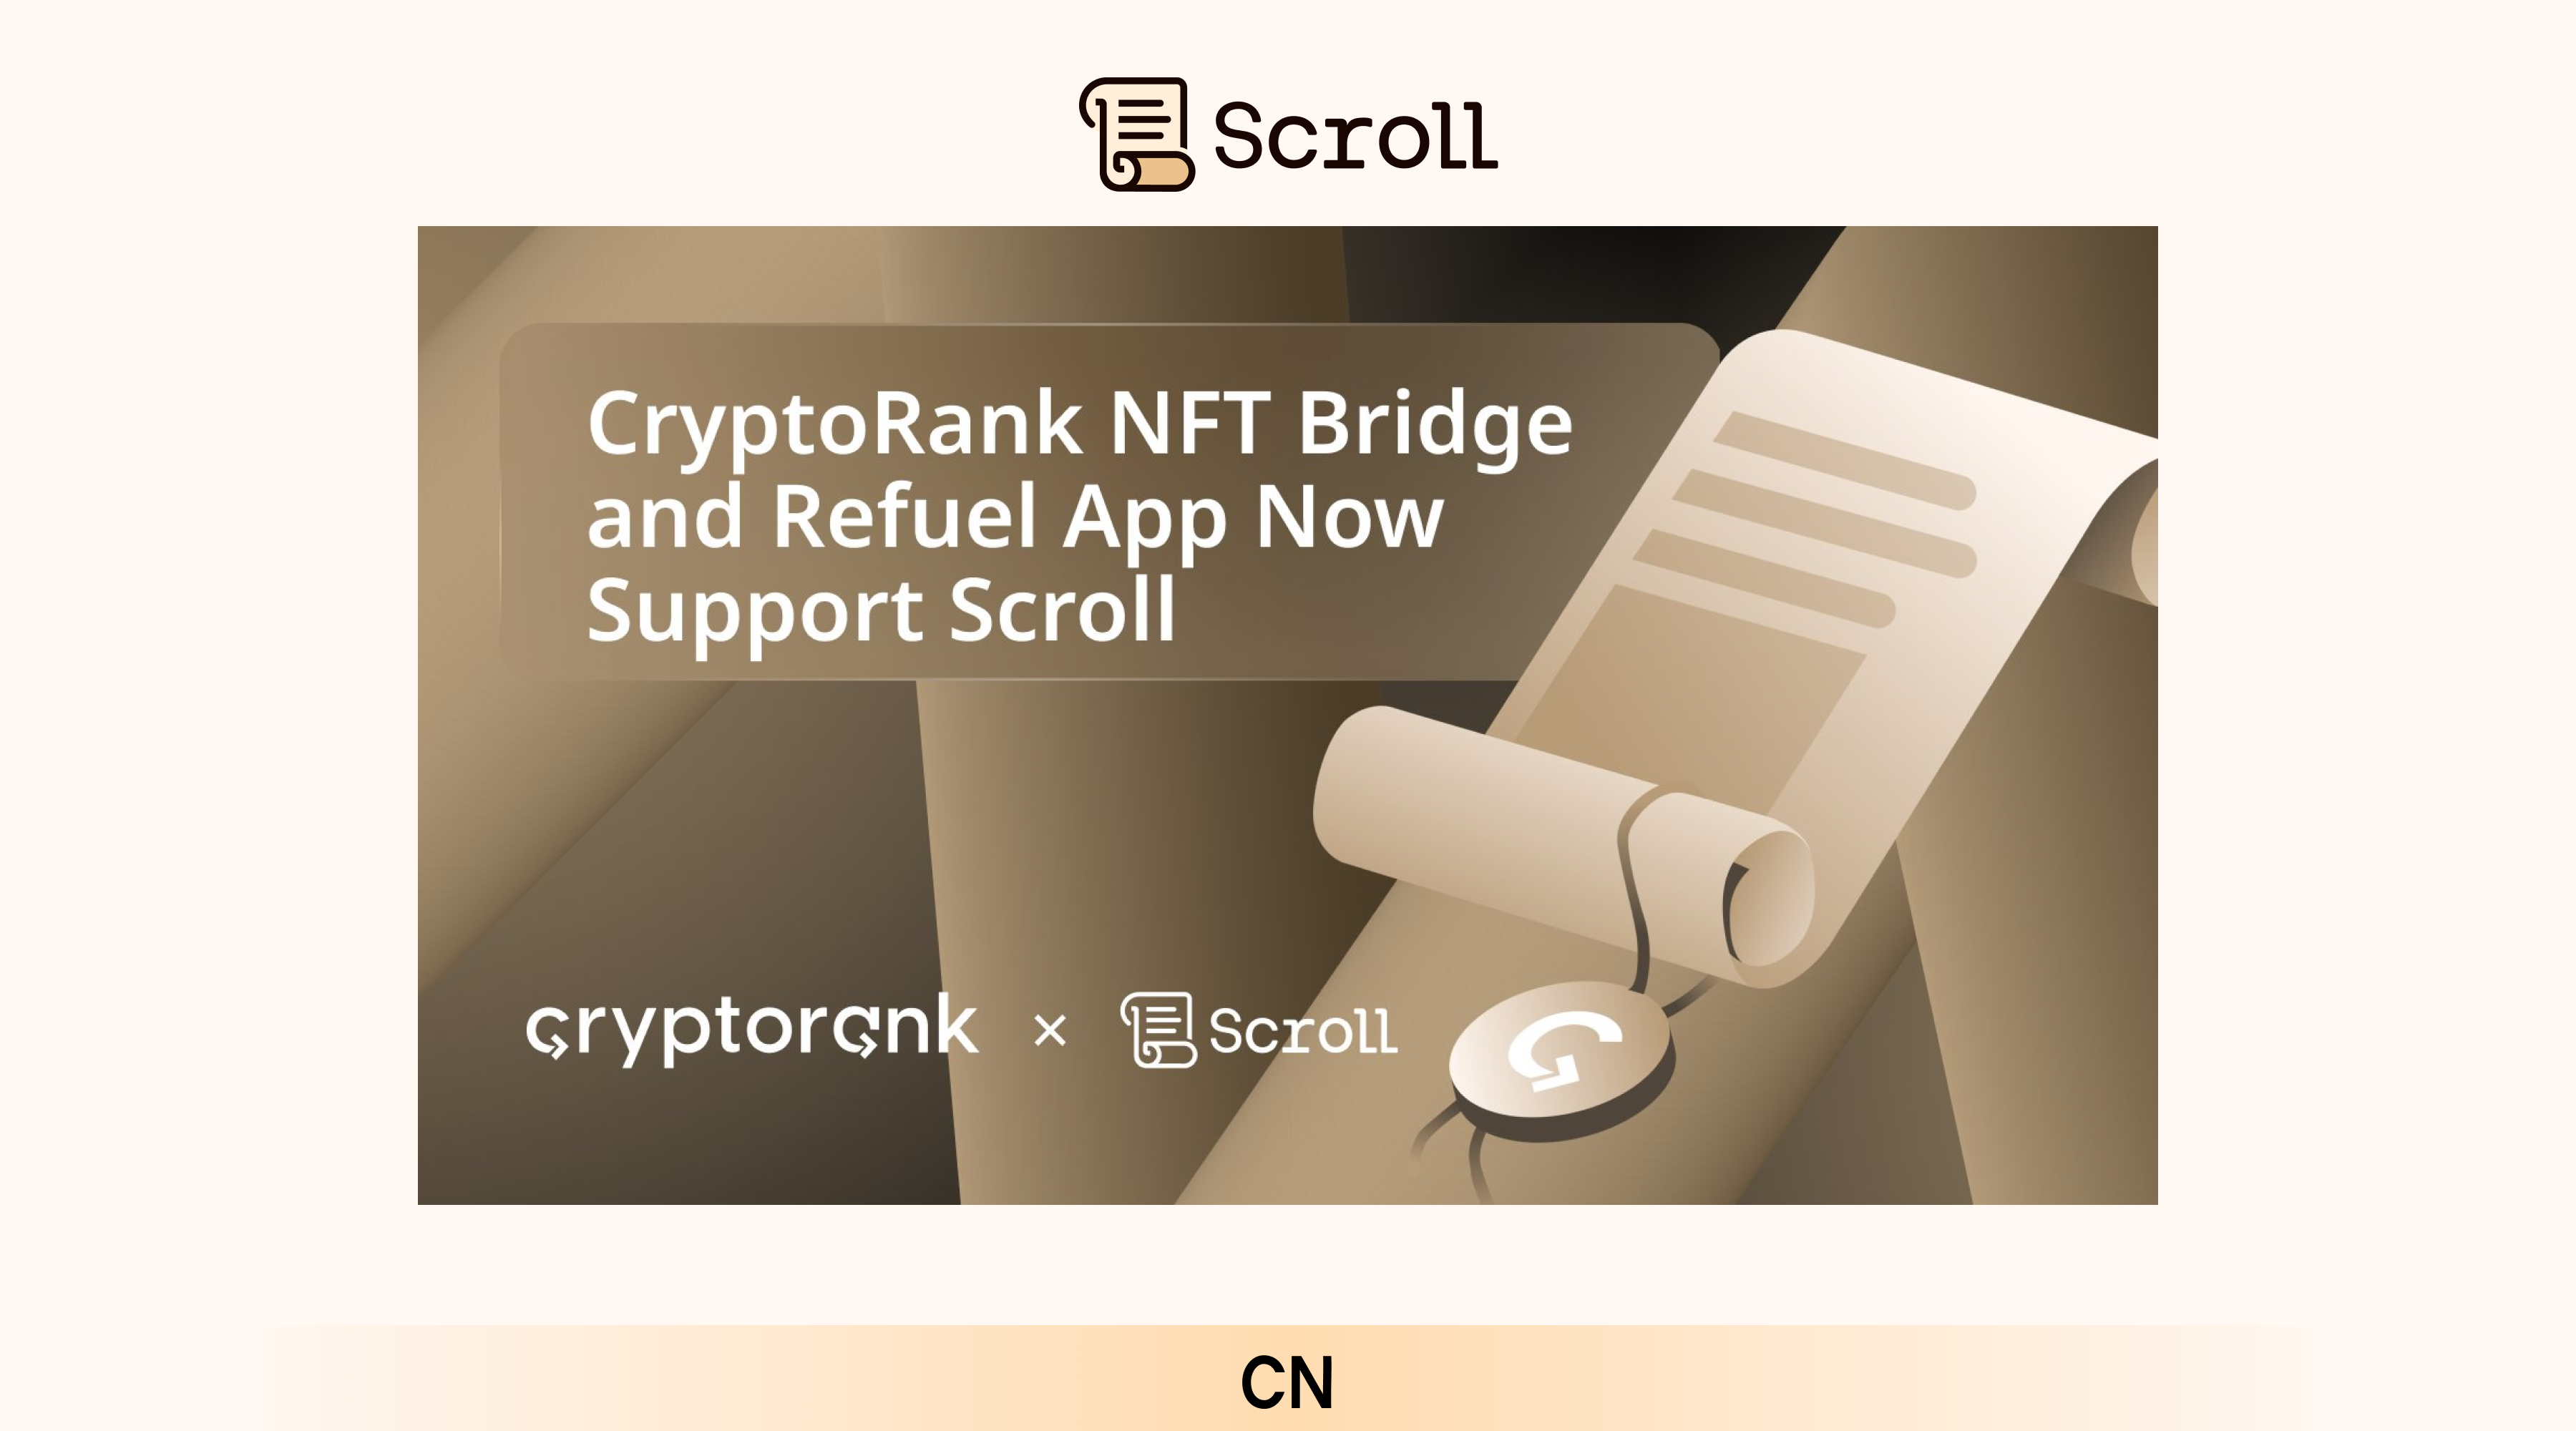 Scroll
CryptoRank NFT Bridge
and Refuel App Now
Support Scroll
cryptorank × Scroll
CN